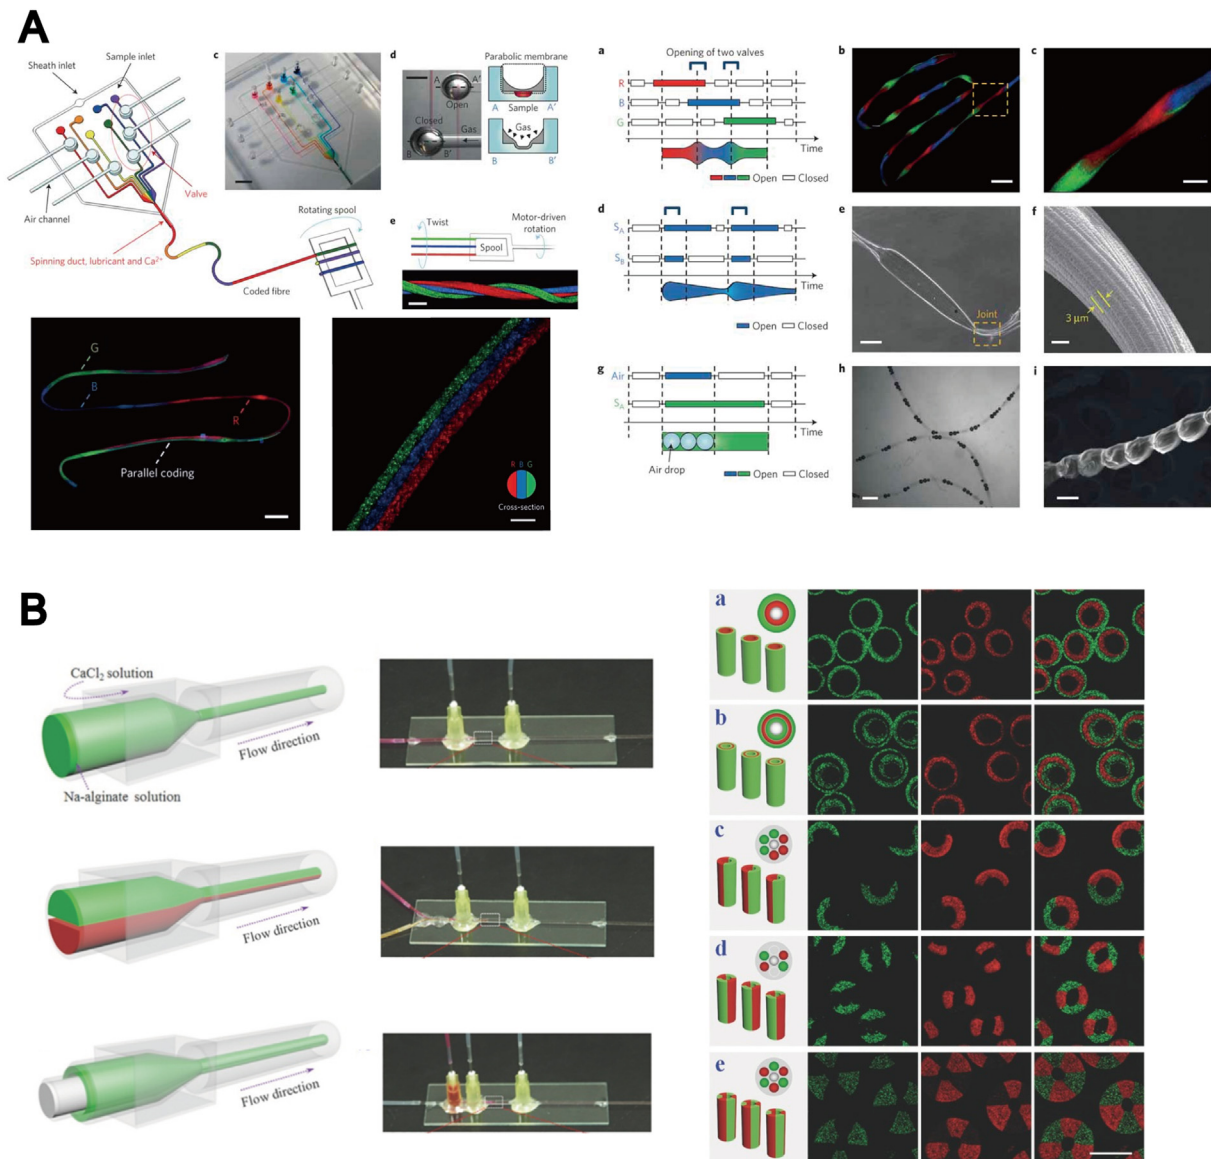 A
Sample inlet
Sheath inlet
Valve
Air channel
Spinning duct, lubricant and Ca²⁺
Coded fibre
Rotating spool
c
d
Parabolic membrane
A
A'
Open
Closed
B
B'
Gas
A
Sample
A'
Gas
B
B'
e
Twist
Motor-driven
rotation
Spool
G
B
R
Parallel coding
R B G
Cross-section
a
Opening of two valves
R
B
G
Time
Open
Closed
b
c
d
S_A
S_B
Time
Open
Closed
e
Joint
f
3 μm
g
Air
S_A
Time
Air drop
Open
Closed
h
i
B
CaCl₂ solution
Flow direction
Na-alginate solution
Flow direction
Flow direction
a
b
c
d
e